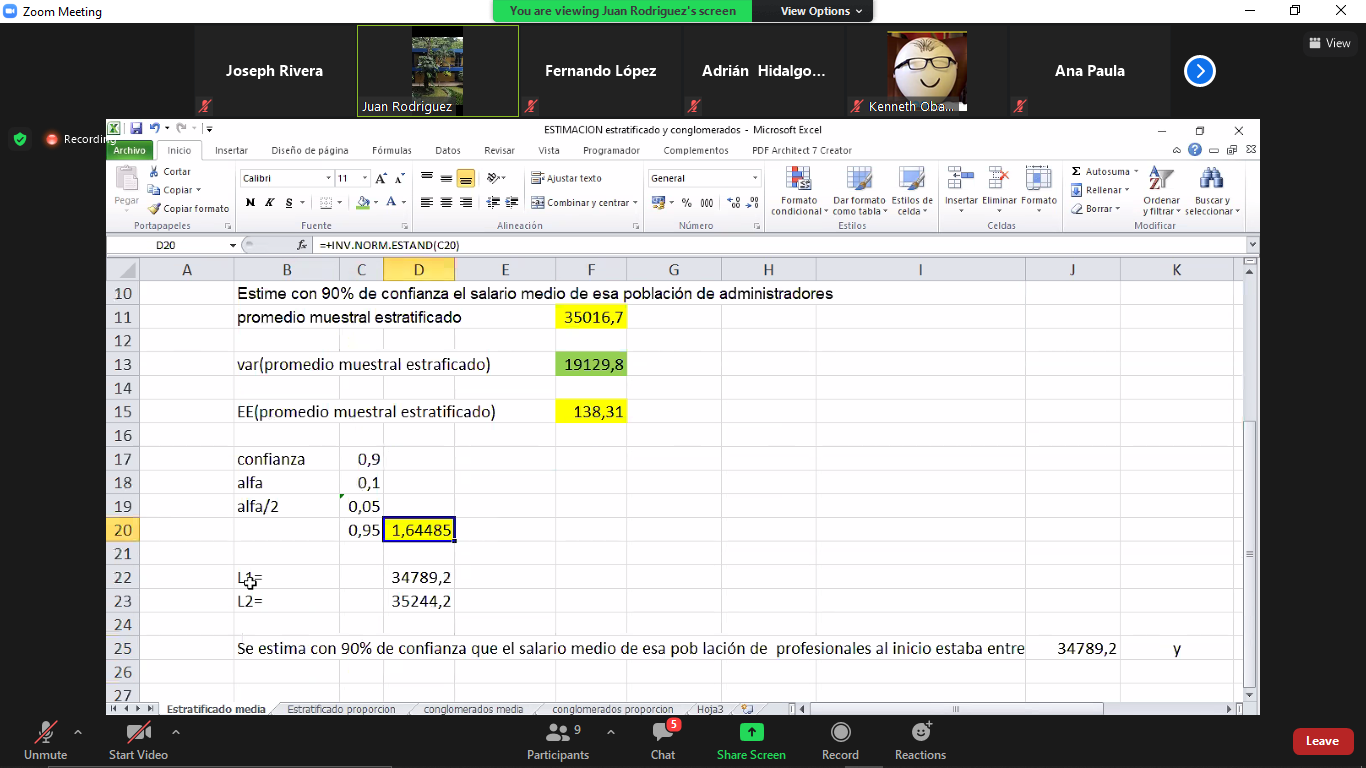 Zoom Meeting
You are viewing Juan Rodriguez's screen
View Options
Joseph Rivera
Juan Rodriguez
Fernando López
Adrián Hidalgo...
Kenneth Oba...
Ana Paula
View
Recording
ESTIMACION estratificado y conglomerados - Microsoft Excel
Archivo Inicio Insertar Diseño de página Fórmulas Datos Revisar Vista Programador Complementos PDF Architect 7 Creator
Pegar
Cortar
Copiar
Copiar formato
Portapapeles
Calibri 11
N K S
A
Fuente
Ajustar texto
Combinar y centrar
Alineación
General
% 000
Número
Formato condicional
Dar formato como tabla
Estilos de celda
Estilos
Insertar Eliminar Formato
Celdas
Σ Autosuma
Rellenar
Borrar
Ordenar y filtrar
Buscar y seleccionar
Modificar
D20 fx =+INV.NORM.ESTAND(C20)
A B C D E F G H I J K
10 Estime con 90% de confianza el salario medio de esa población de administradores
11 promedio muestral estratificado 35016,7
12
13 var(promedio muestral estraficado) 19129,8
14
15 EE(promedio muestral estratificado) 138,31
16
17 confianza 0,9
18 alfa 0,1
19 alfa/2 0,05
20 0,95 1,64485
21
22 L1= 34789,2
23 L2= 35244,2
24
25 Se estima con 90% de confianza que el salario medio de esa pob lación de profesionales al inicio estaba entre 34789,2 y
26
27
Estratificado media Estratificado proporcion conglomerados media conglomerados proporcion Hoja3
Unmute
Start Video
Participants 9
Chat 5
Share Screen
Record
Reactions
Leave